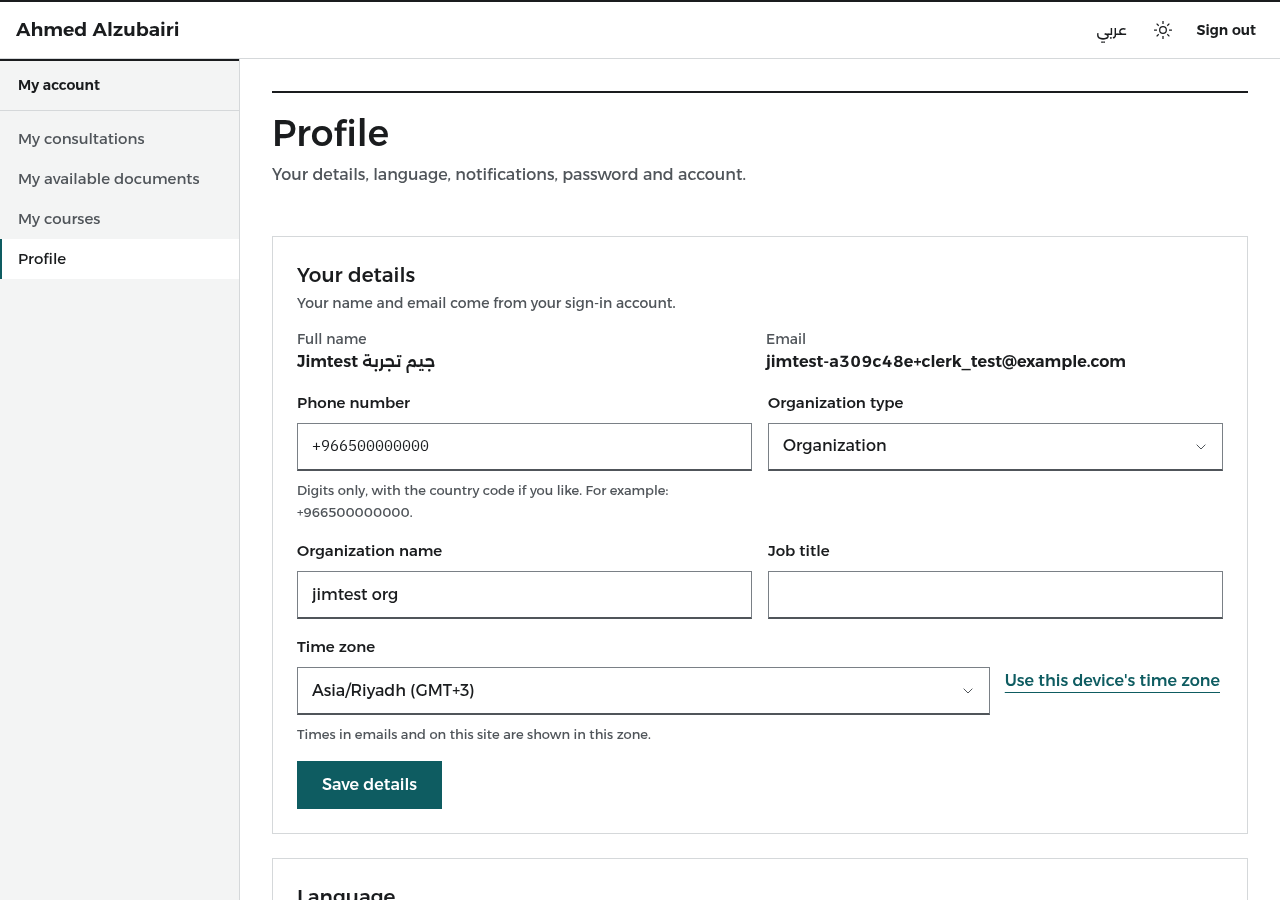 Ahmed Alzubairi
عربي
Sign out
My account
My consultations
My available documents
My courses
Profile
Profile
Your details, language, notifications, password and account.
Your details
Your name and email come from your sign-in account.
Full name
Jimtest جيم تجربة
Email
jimtest-a309c48e+clerk_test@example.com
Phone number
+966500000000
Digits only, with the country code if you like. For example:
+966500000000.
Organization type
Organization
Organization name
jimtest org
Job title
Time zone
Asia/Riyadh (GMT+3)
Use this device's time zone
Times in emails and on this site are shown in this zone.
Save details
Language